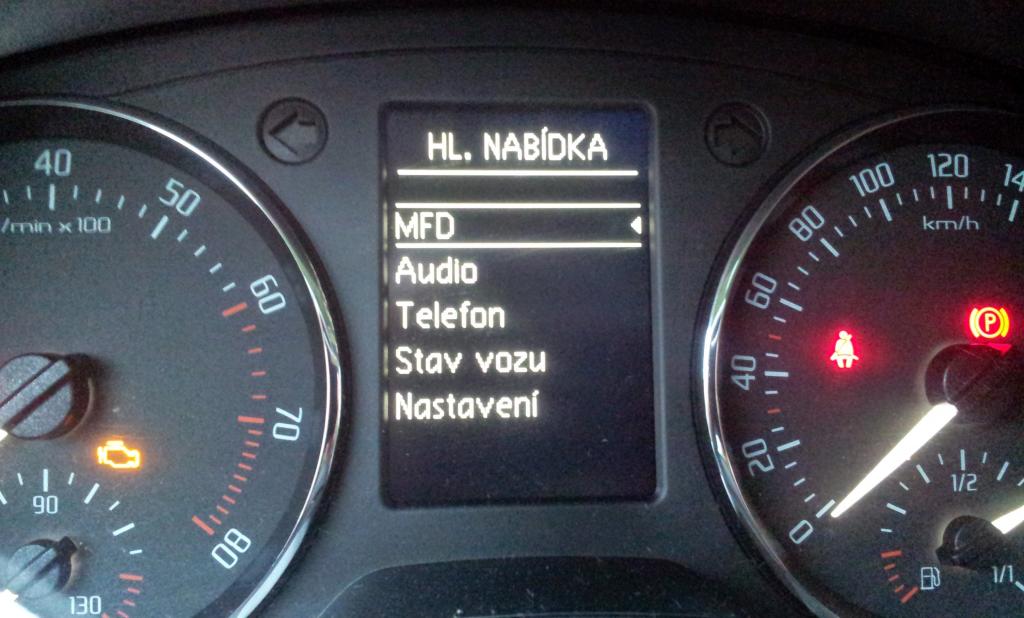 HL. NABÍDKA
MFD
Audio
Telefon
Stav vozu
Nastavení
40
50
60
70
80
/min x100
90
130
0
20
40
60
80
100
120
14
km/h
P
1/2
1/1